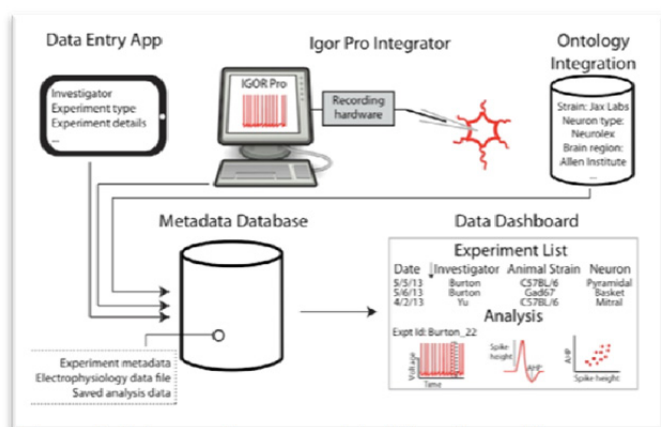 Data Entry App
Igor Pro Integrator
Ontology
Integration
Investigator
Experiment type
Experiment details
...
IGOR Pro
Recording
hardware
Strain: Jax Labs
Neuron type:
Neurolex
Brain region:
Allen Institute
...
Metadata Database
Data Dashboard
Experiment List
Date Investigator Animal Strain Neuron
5/5/13 Burton C57BL/6 Pyramidal
5/6/13 Burton Gad67 Basket
4/2/13 Yu C57BL/6 Mitral
Analysis
Expt Id: Burton_22
Voltage
Time
Spike
height
AHP
AHP
Spike height
Experiment metadata
Electrophysiology data file
Saved analysis data